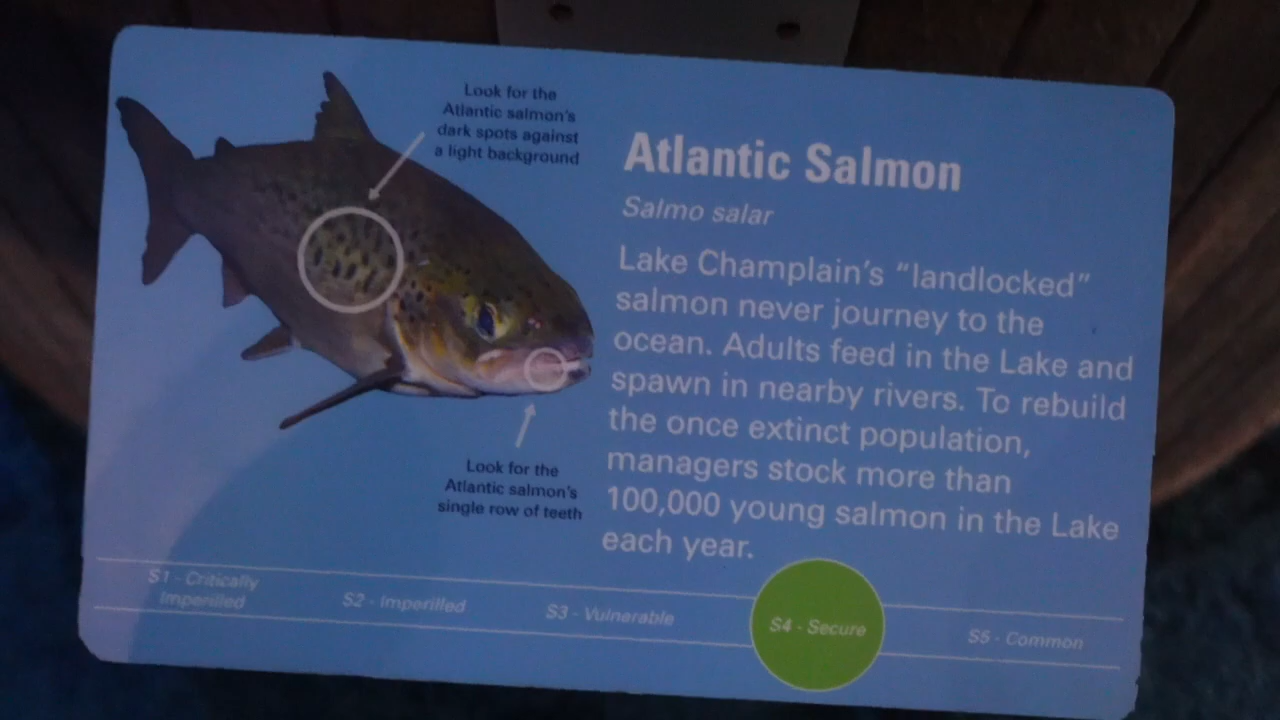 Look for the
Atlantic salmon's
dark spots against
a light background
Atlantic Salmon
Salmo salar
Lake Champlain's "landlocked"
salmon never journey to the
ocean. Adults feed in the Lake and
spawn in nearby rivers. To rebuild
the once extinct population,
managers stock more than
100,000 young salmon in the Lake
each year.
Look for the
Atlantic salmon's
single row of teeth
S1 - Critically
Imperilled
S2 - Imperilled
S3 - Vulnerable
S4 - Secure
S5 - Common